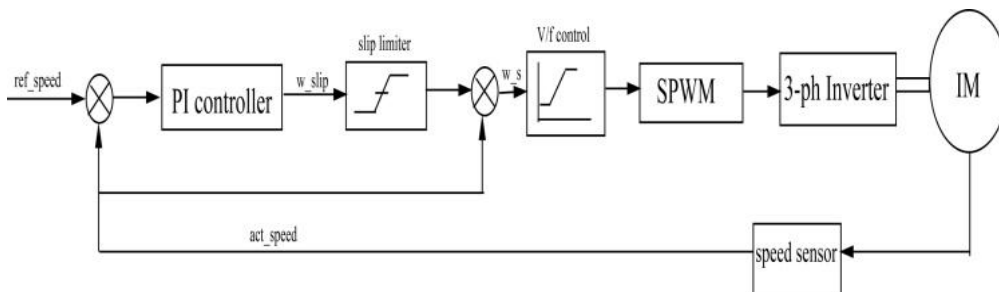 V/f control
slip limiter
ref_speed
w_slip
w_s
PI controller
SPWM
3-ph Inverter
IM
act_speed
speed sensor